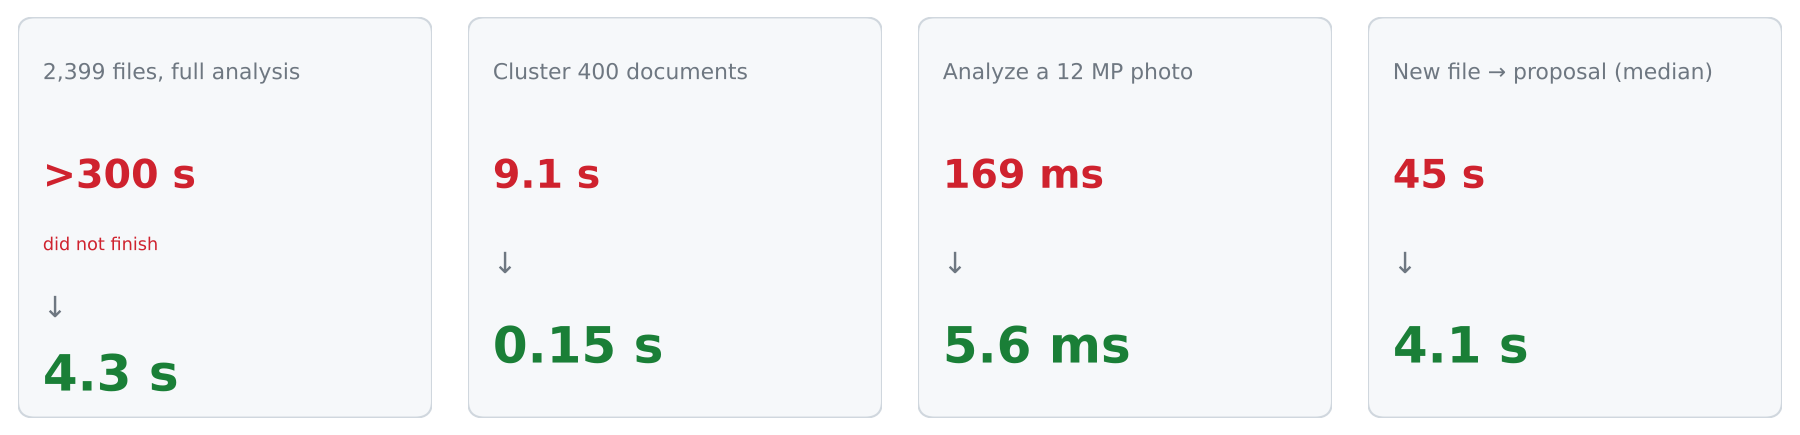 2,399 files, full analysis
>300 s
did not finish
↓
4.3 s
Cluster 400 documents
9.1 s
↓
0.15 s
Analyze a 12 MP photo
169 ms
↓
5.6 ms
New file → proposal (median)
45 s
↓
4.1 s